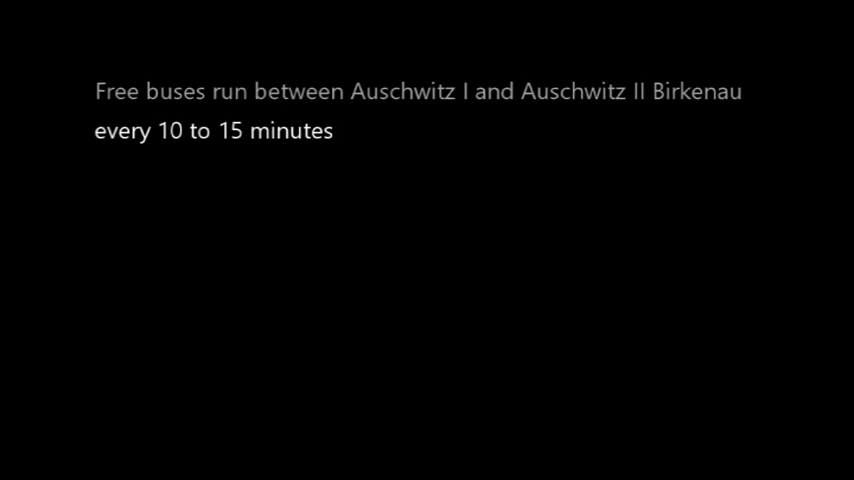 Free buses run between Auschwitz I and Auschwitz II Birkenau
every 10 to 15 minutes